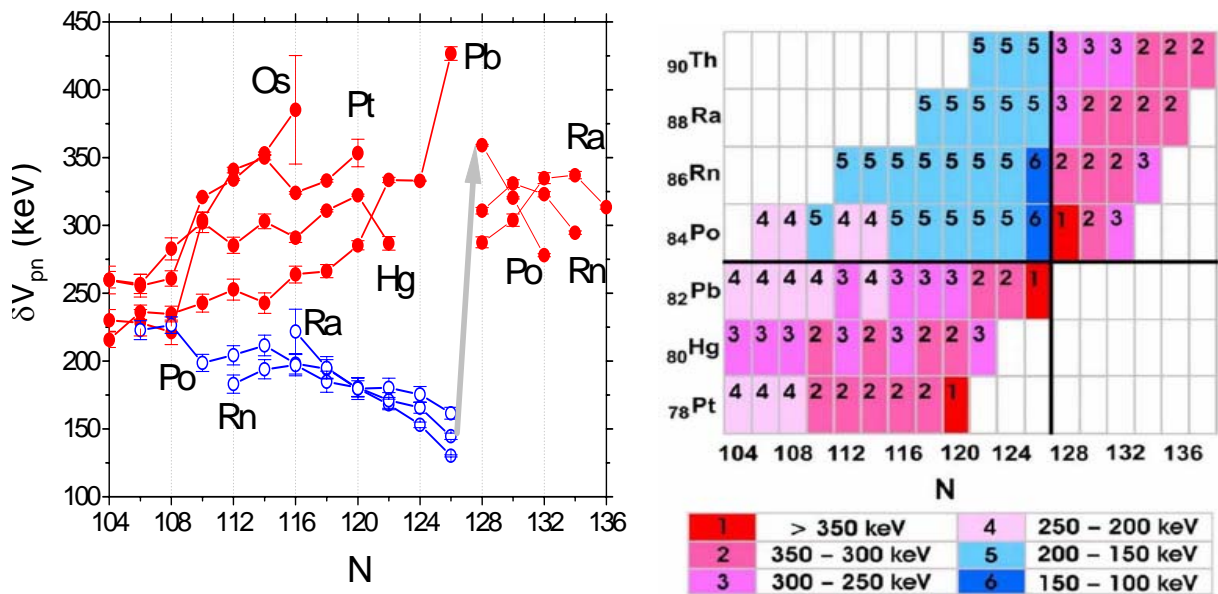 450
400
350
300
250
200
150
100
δVpn (keV)
104 108 112 116 120 124 128 132 136
N
Os
Pt
Pb
Hg
Ra
Po
Rn
Ra
Po
Rn
90Th 5 5 5 3 3 3 2 2 2
88Ra 5 5 5 5 5 3 2 2 2 2
86Rn 5 5 5 5 5 5 5 6 2 2 2 3
84Po 4 4 5 4 4 5 5 5 5 5 6 1 2 3
82Pb 4 4 4 4 3 4 3 3 3 2 2 1
80Hg 3 3 3 2 3 2 3 2 2 3
78Pt 4 4 4 2 2 2 2 2 1
104 108 112 116 120 124 128 132 136
N
1 > 350 keV 4 250 – 200 keV
2 350 – 300 keV 5 200 – 150 keV
3 300 – 250 keV 6 150 – 100 keV